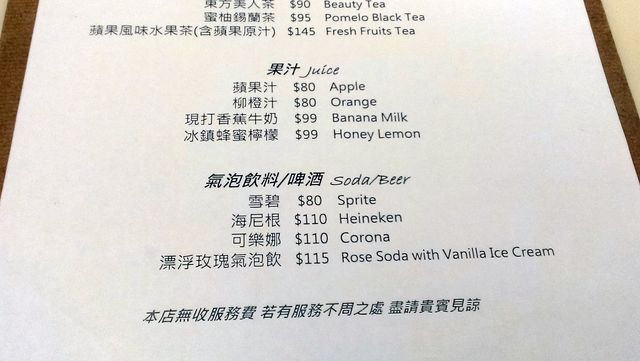 東方美人茶 $90 Beauty Tea
蜜柚錫蘭茶 $95 Pomelo Black Tea
蘋果風味水果茶(含蘋果原汁) $145 Fresh Fruits Tea
果汁 Juice
蘋果汁 $80 Apple
柳橙汁 $80 Orange
現打香蕉牛奶 $99 Banana Milk
冰鎮蜂蜜檸檬 $99 Honey Lemon
氣泡飲料/啤酒 Soda/Beer
雪碧 $80 Sprite
海尼根 $110 Heineken
可樂娜 $110 Corona
漂浮玫瑰氣泡飲 $115 Rose Soda with Vanilla Ice Cream
本店無收服務費 若有服務不周之處 盡請貴賓見諒